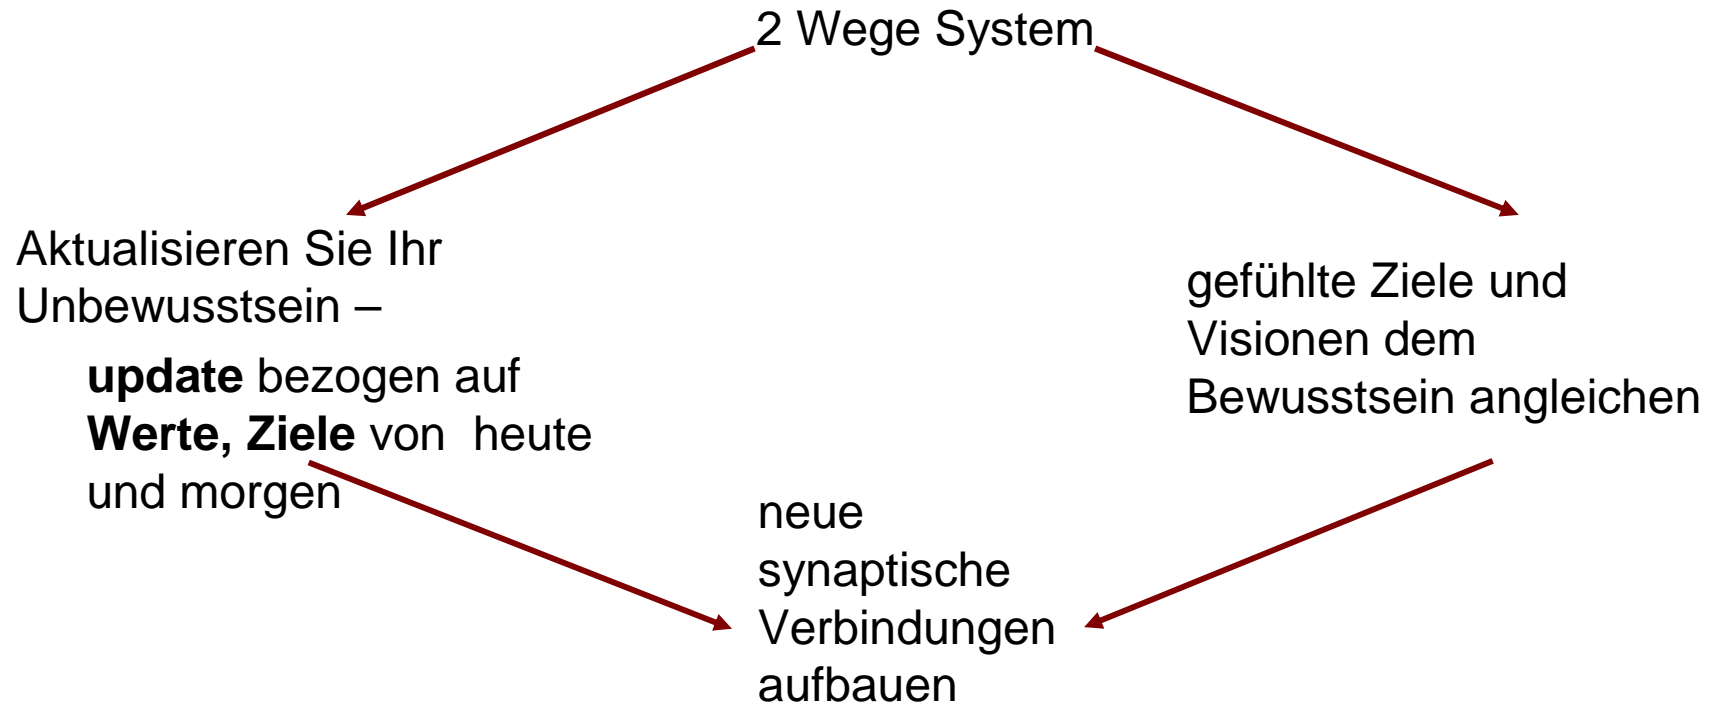 2 Wege System
Aktualisieren Sie Ihr
Unbewusstsein –
update bezogen auf
Werte, Ziele von  heute
und morgen
gefühlte Ziele und
Visionen dem
Bewusstsein angleichen
neue
synaptische
Verbindungen
aufbauen